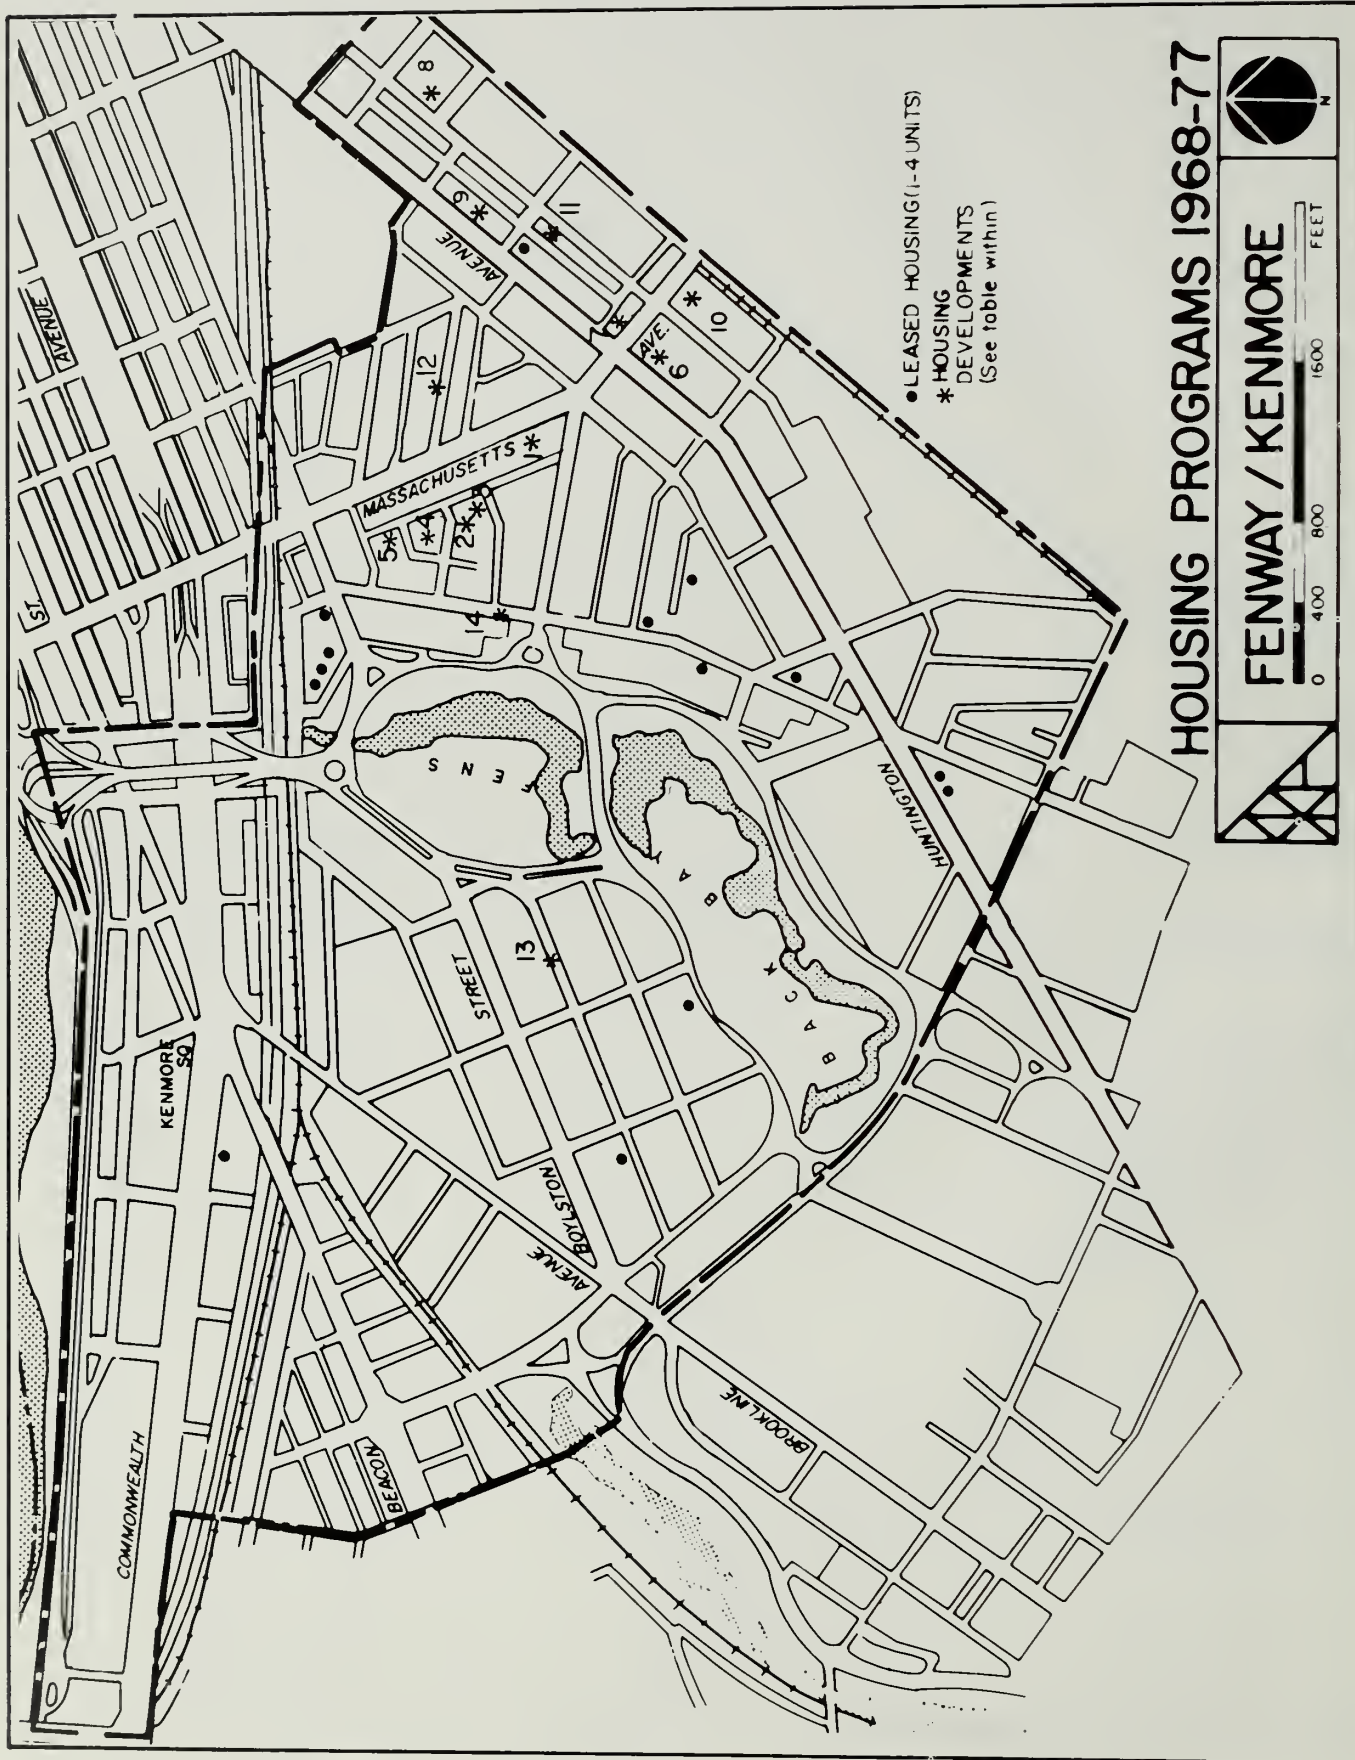 HOUSING PROGRAMS 1968-77
FENWAY / KENMORE
0 400 800 1600 FEET
N
● LEASED HOUSING (1-4 UNITS)
* HOUSING
DEVELOPMENTS
(See table within)
COMMONWEALTH
BEACON
KENMORE
SQ
BROOKLINE
AVENUE
BOYLSTON
STREET
13
BACK
BAY
FENS
HUNTINGTON
AVENUE
MASSACHUSETTS
AVE.
ST.
AVENUE
14
5
4
2
3
1
12
8
9
11
7
6
10